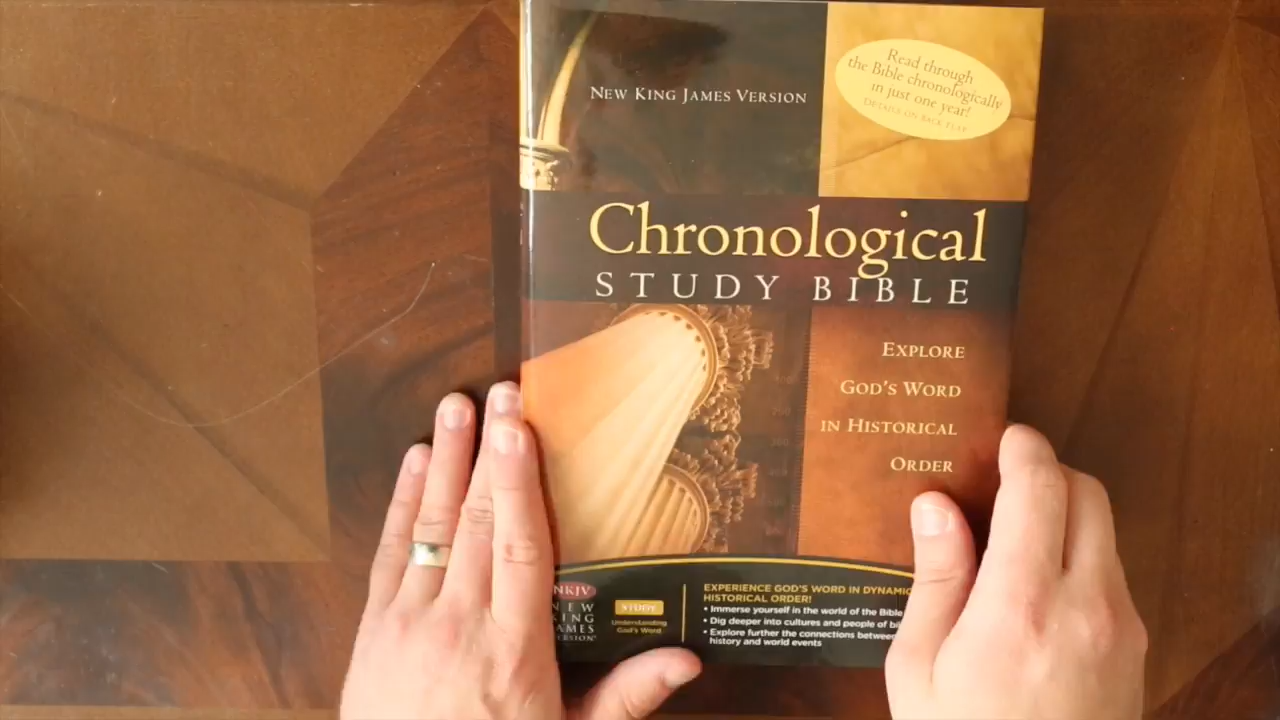 Read through
the Bible chronologically
in just one year!
DETAILS ON BACK FLAP
NEW KING JAMES VERSION
Chronological
STUDY BIBLE
EXPLORE
GOD'S WORD
IN HISTORICAL
ORDER
NKJV
NEW
KING
JAMES
VERSION
STUDY
Understanding
God's Word
EXPERIENCE GOD'S WORD IN DYNAMIC
HISTORICAL ORDER!
• Immerse yourself in the world of the Bible
• Dig deeper into cultures and people of
• Explore further the connections between
history and world events